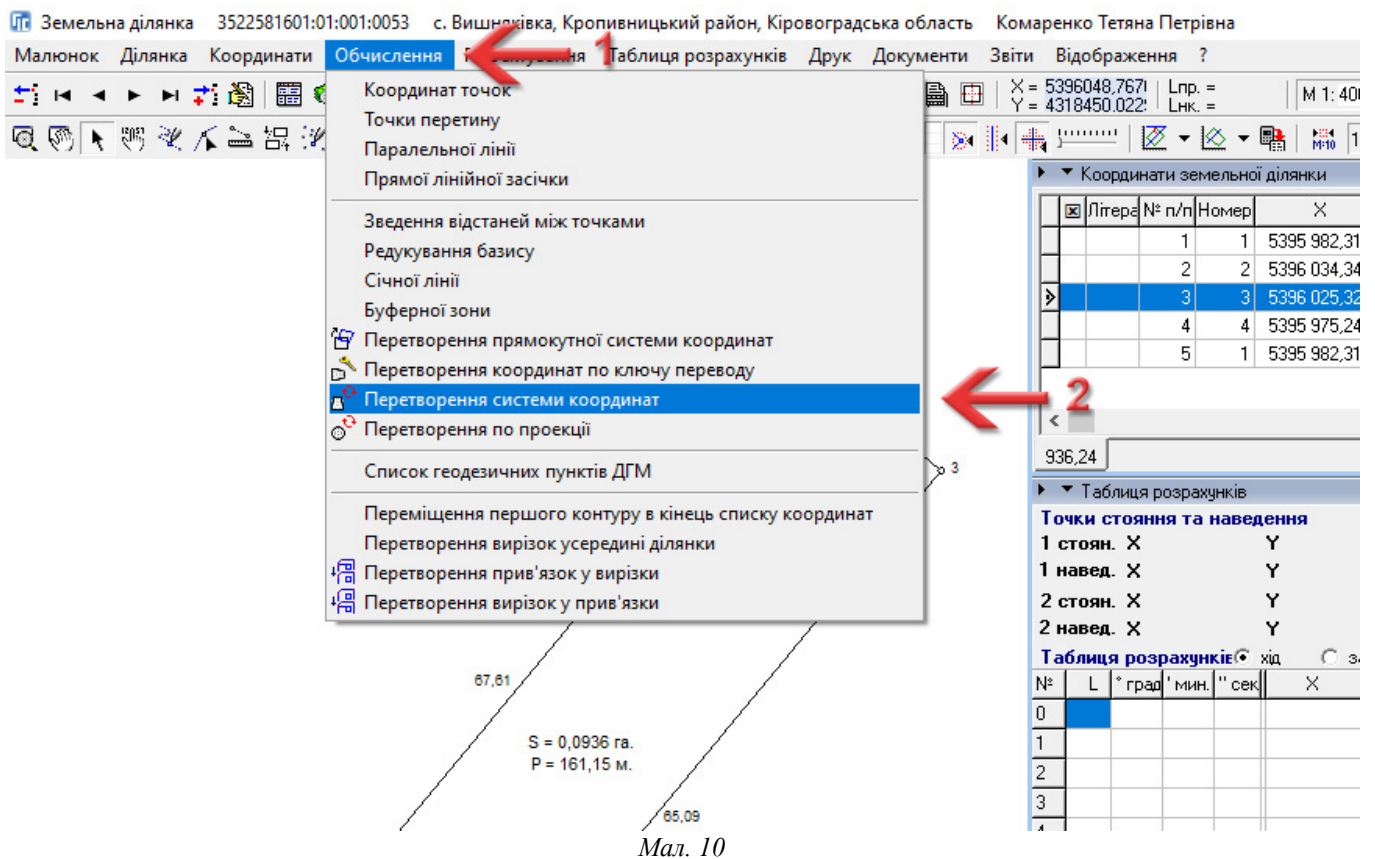 Земельна ділянка 3522581601:01:001:0053 с. Вишняківка, Кропивницький район, Кіровоградська область Комаренко Тетяна Петрівна
Малюнок Ділянка Координати Обчислення 1 Таблиця розрахунків Друк Документи Звіти Відображення ?
X = 5396048,767 Lпр. = М 1: 40
Y = 4318450.022 Lнк. =
М:10 1
Координат точок
Точки перетину
Паралельної лінії
Прямої лінійної засічки
Зведення відстаней між точками
Редукування базису
Січної лінії
Буферної зони
Перетворення прямокутної системи координат
Перетворення координат по ключу переводу
Перетворення системи координат 2
Перетворення по проекції
Список геодезичних пунктів ДГМ
Переміщення першого контуру в кінець списку координат
Перетворення вирізок усередині ділянки
Перетворення прив'язок у вирізки
Перетворення вирізок у прив'язки
3
67,61
S = 0,0936 га.
P = 161,15 м.
65,09
Координати земельної ділянки
Літера № п/п Номер X
1 1 5395 982,31
2 2 5396 034,34
3 3 5396 025,32
4 4 5395 975,24
5 1 5395 982,31
936,24
Таблиця розрахунків
Точки стояння та наведення
1 стоян. X Y
1 навед. X Y
2 стоян. X Y
2 навед. X Y
Таблиця розрахунків хід
№ L ° град ' мин. " сек X
0
1
2
3
Мал. 10